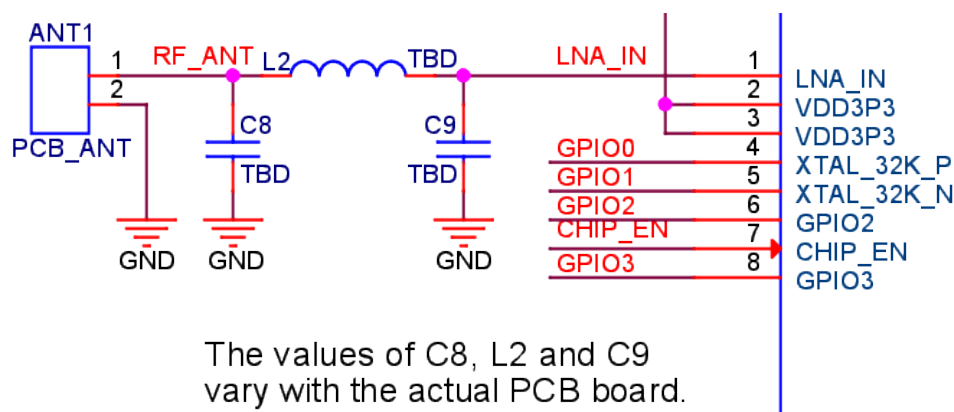 ANT1
1
RF_ANT
L2
TBD
LNA_IN
1
LNA_IN
2
2
VDD3P3
3
VDD3P3
PCB_ANT
C8
TBD
C9
TBD
GPIO0
4
XTAL_32K_P
GPIO1
5
XTAL_32K_N
GPIO2
6
GPIO2
CHIP_EN
7
CHIP_EN
GPIO3
8
GPIO3
GND
GND
GND
The values of C8, L2 and C9
vary with the actual PCB board.